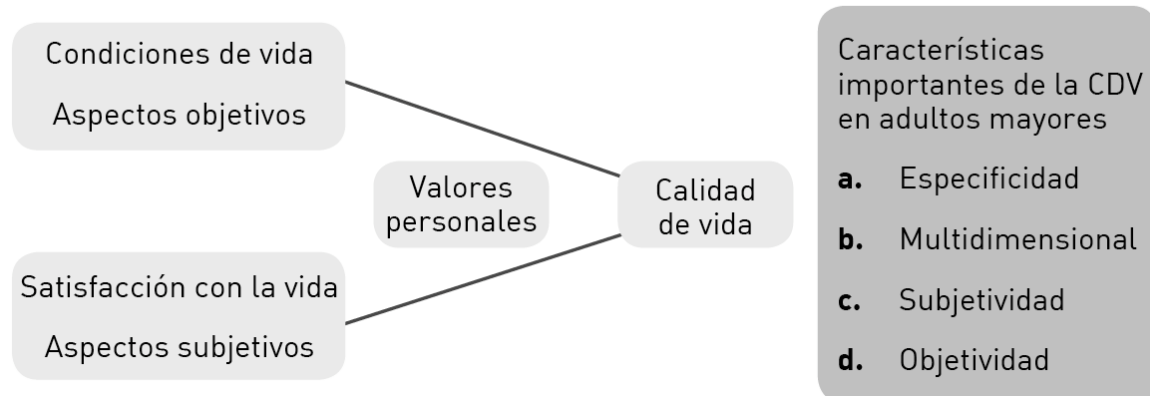 Condiciones de vida
Aspectos objetivos
Valores
personales
Calidad
de vida
Satisfacción con la vida
Aspectos subjetivos
Características
importantes de la CDV
en adultos mayores
a. Especificidad
b. Multidimensional
c. Subjetividad
d. Objetividad